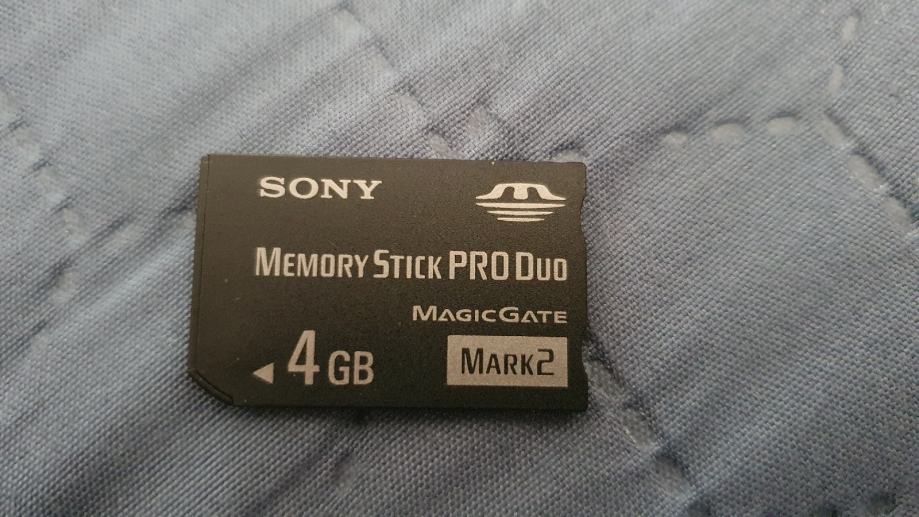 SONY
MEMORY STICK PRO DUO
MAGICGATE
4 GB
MARK2